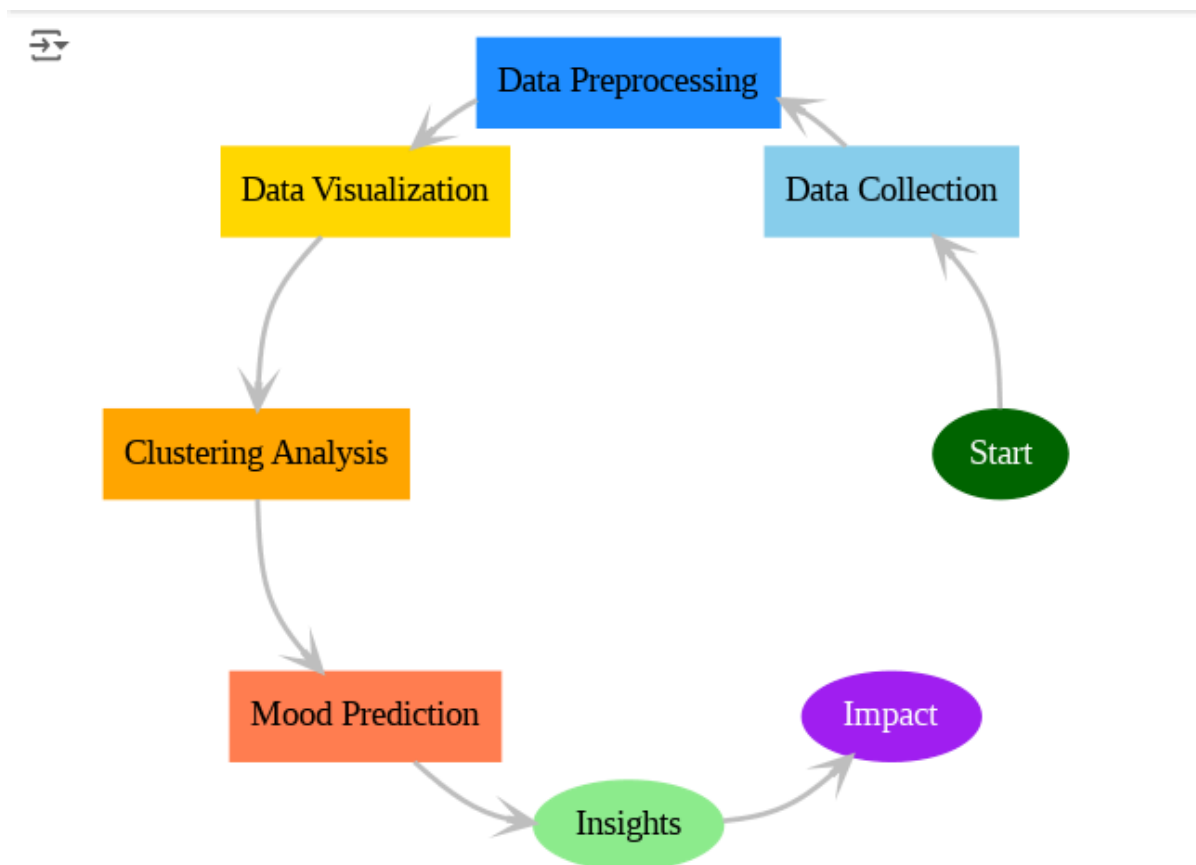 Data Preprocessing
Data Visualization
Data Collection
Clustering Analysis
Start
Mood Prediction
Impact
Insights